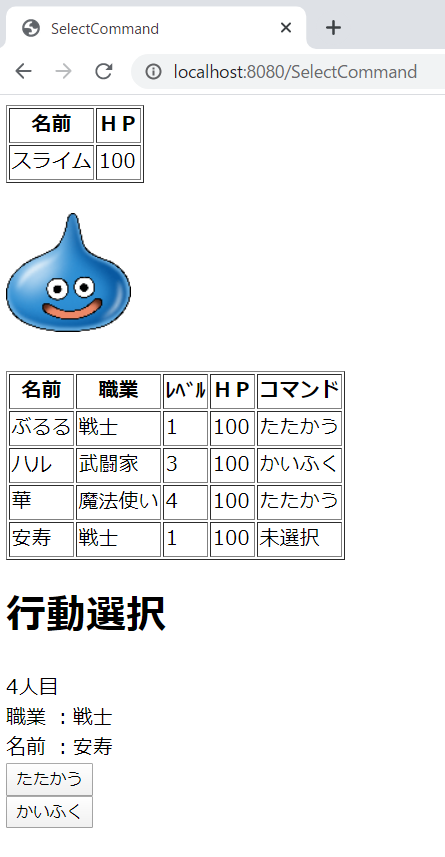 SelectCommand
localhost:8080/SelectCommand
名前 ＨＰ
スライム 100
名前 職業 ﾚﾍﾞﾙ ＨＰ コマンド
ぶるる 戦士 1 100 たたかう
ハル 武闘家 3 100 かいふく
華 魔法使い 4 100 たたかう
安寿 戦士 1 100 未選択
行動選択
4人目
職業 ：戦士
名前 ：安寿
たたかう
かいふく